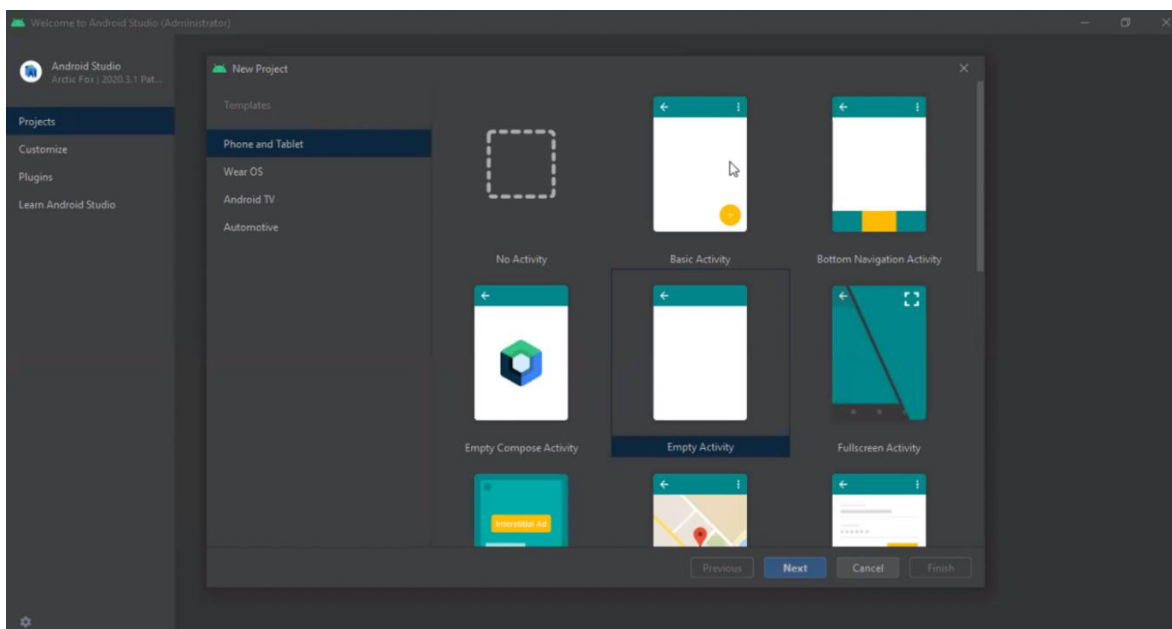 Welcome to Android Studio (Administrator)
Android Studio
Arctic Fox | 2020.3.1 Pat...
Projects
Customize
Plugins
Learn Android Studio
New Project
Templates
Phone and Tablet
Wear OS
Android TV
Automotive
No Activity
Basic Activity
Bottom Navigation Activity
Empty Compose Activity
Empty Activity
Fullscreen Activity
Interstitial Ad
Previous
Next
Cancel
Finish